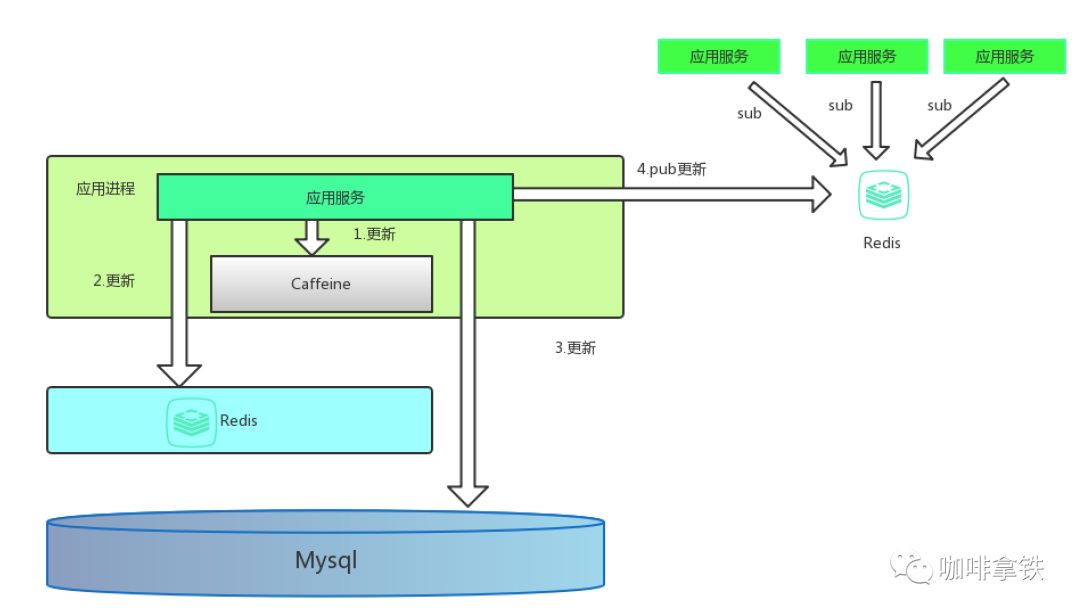 应用服务
应用服务
应用服务
sub
sub
sub
4.pub更新
Redis
应用进程
应用服务
1.更新
2.更新
Caffeine
3.更新
Redis
Mysql
咖啡拿铁